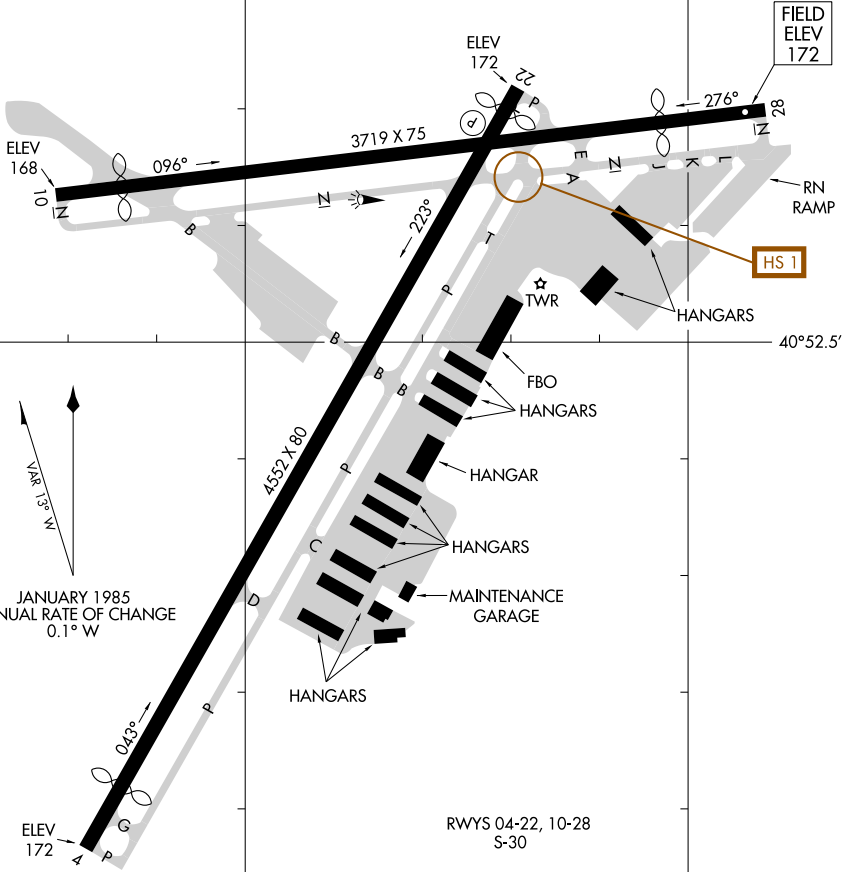 FIELD
ELEV
172
ELEV
172
22
P
P
276°
28
3719 X 75
N
ELEV
168
096°
E
A
N
J
K
L
10
N
N
RN
RAMP
B
223°
T
HS 1
P
TWR
HANGARS
B
40°52.5'
FBO
B
B
HANGARS
VAR 13° W
4552 X 80
P
HANGAR
C
HANGARS
JANUARY 1985
NUAL RATE OF CHANGE
0.1° W
D
MAINTENANCE
GARAGE
HANGARS
P
043°
G
ELEV
172
4
P
RWYS 04-22, 10-28
S-30